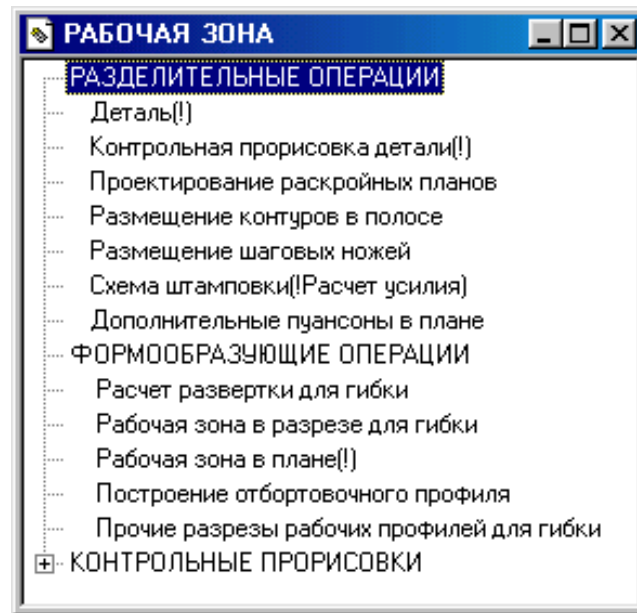 РАБОЧАЯ ЗОНА
РАЗДЕЛИТЕЛЬНЫЕ ОПЕРАЦИИ
Деталь(!)
Контрольная прорисовка детали(!)
Проектирование раскройных планов
Размещение контуров в полосе
Размещение шаговых ножей
Схема штамповки(!Расчет усилия)
Дополнительные пуансоны в плане
ФОРМООБРАЗУЮЩИЕ ОПЕРАЦИИ
Расчет развертки для гибки
Рабочая зона в разрезе для гибки
Рабочая зона в плане(!)
Построение отбортовочного профиля
Прочие разрезы рабочих профилей для гибки
КОНТРОЛЬНЫЕ ПРОРИСОВКИ